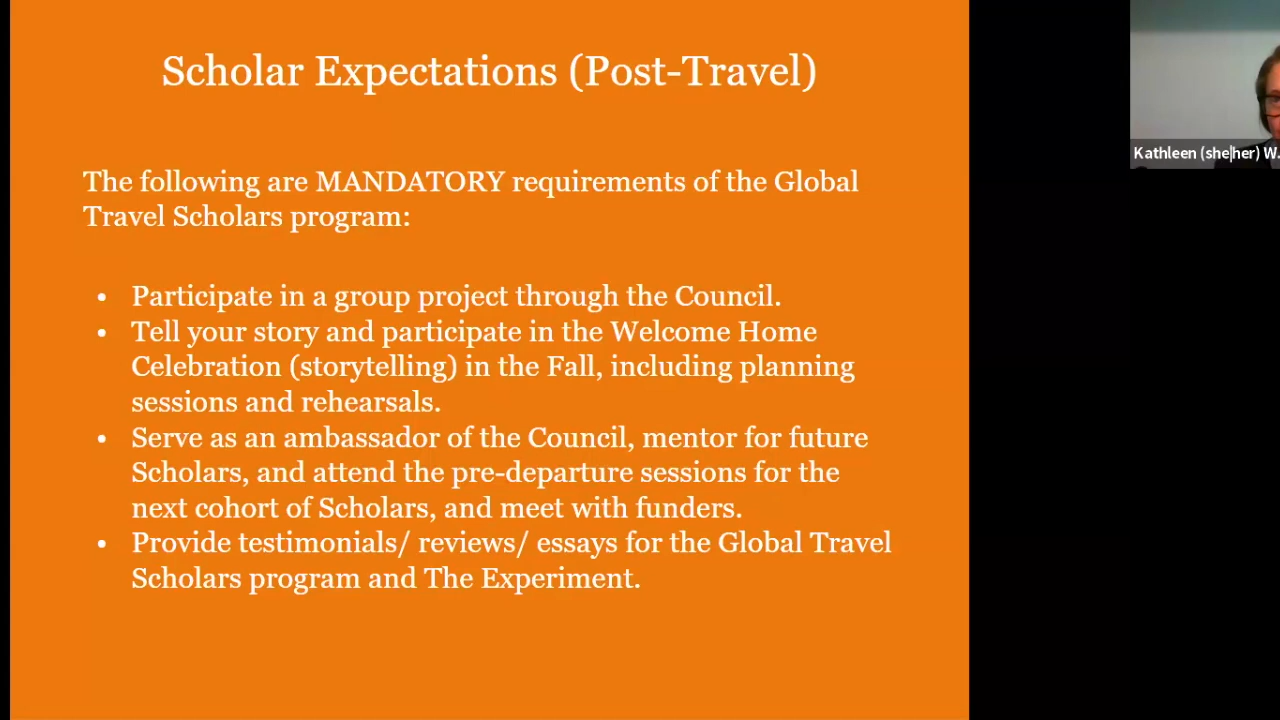 Scholar Expectations (Post-Travel)
The following are MANDATORY requirements of the Global
Travel Scholars program:
• Participate in a group project through the Council.
• Tell your story and participate in the Welcome Home
Celebration (storytelling) in the Fall, including planning
sessions and rehearsals.
• Serve as an ambassador of the Council, mentor for future
Scholars, and attend the pre-departure sessions for the
next cohort of Scholars, and meet with funders.
• Provide testimonials/ reviews/ essays for the Global Travel
Scholars program and The Experiment.
Kathleen (she|her) W.